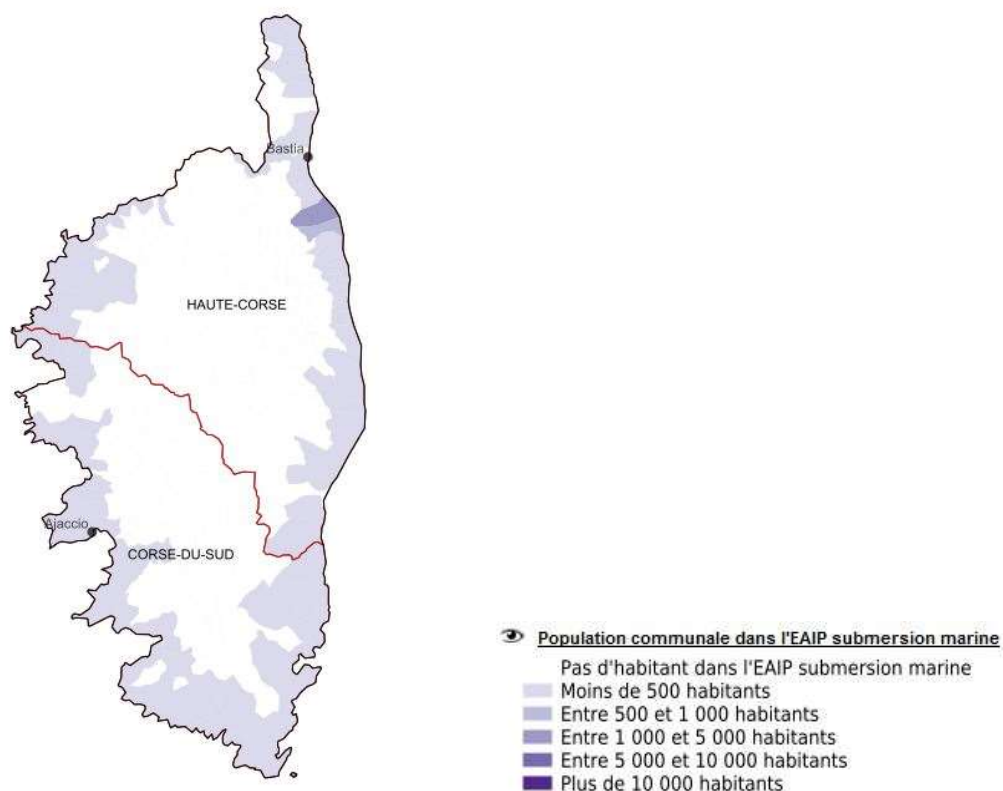 Bastia
HAUTE-CORSE
Ajaccio
CORSE-DU-SUD
Population communale dans l'EAIP submersion marine
Pas d'habitant dans l'EAIP submersion marine
Moins de 500 habitants
Entre 500 et 1 000 habitants
Entre 1 000 et 5 000 habitants
Entre 5 000 et 10 000 habitants
Plus de 10 000 habitants